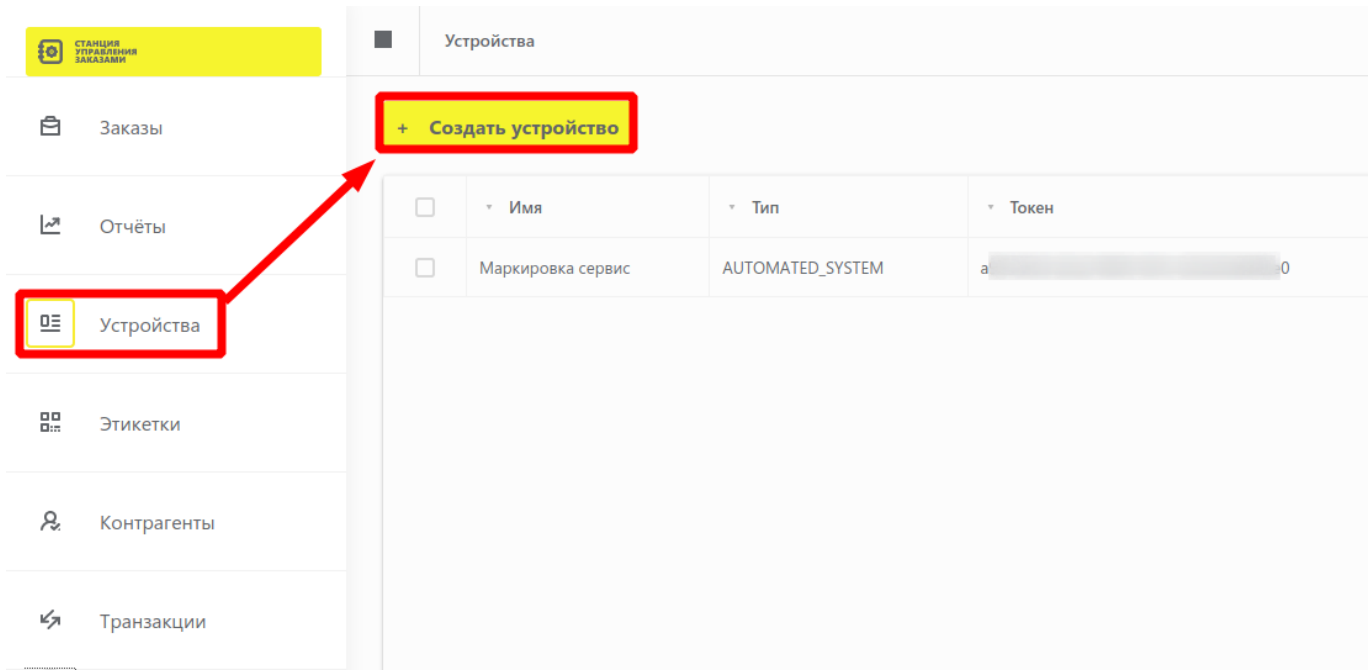 СТАНЦИЯ
УПРАВЛЕНИЯ
ЗАКАЗАМИ
Устройства
Заказы
+ Создать устройство
Отчёты
Имя Тип Токен
Маркировка сервис AUTOMATED_SYSTEM
Устройства
Этикетки
Контрагенты
Транзакции